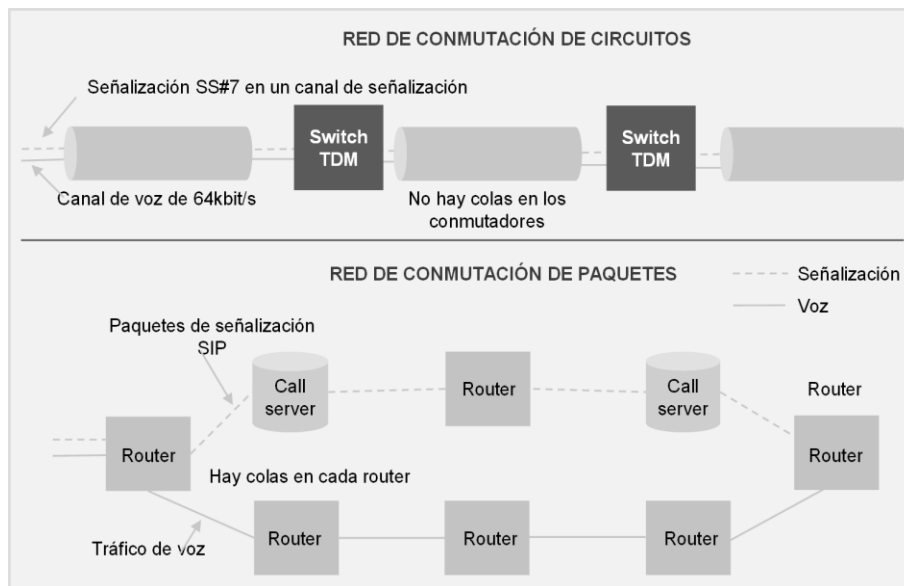 RED DE CONMUTACIÓN DE CIRCUITOS
Señalización SS#7 en un canal de señalización
Switch
TDM
Switch
TDM
Canal de voz de 64kbit/s
No hay colas en los
conmutadores
RED DE CONMUTACIÓN DE PAQUETES
Señalización
Voz
Paquetes de señalización
SIP
Call
server
Router
Call
server
Router
Router
Router
Hay colas en cada router
Tráfico de voz
Router
Router
Router